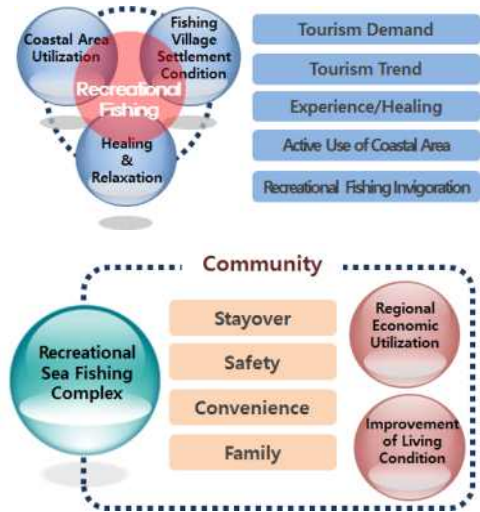 Coastal Area
Utilization
Fishing
Village
Settlement
Condition
Recreational
Fishing
Healing
&
Relaxation
Tourism Demand
Tourism Trend
Experience/Healing
Active Use of Coastal Area
Recreational Fishing Invigoration
Community
Recreational
Sea Fishing
Complex
Stayover
Safety
Convenience
Family
Regional
Economic
Utilization
Improvement
of Living
Condition